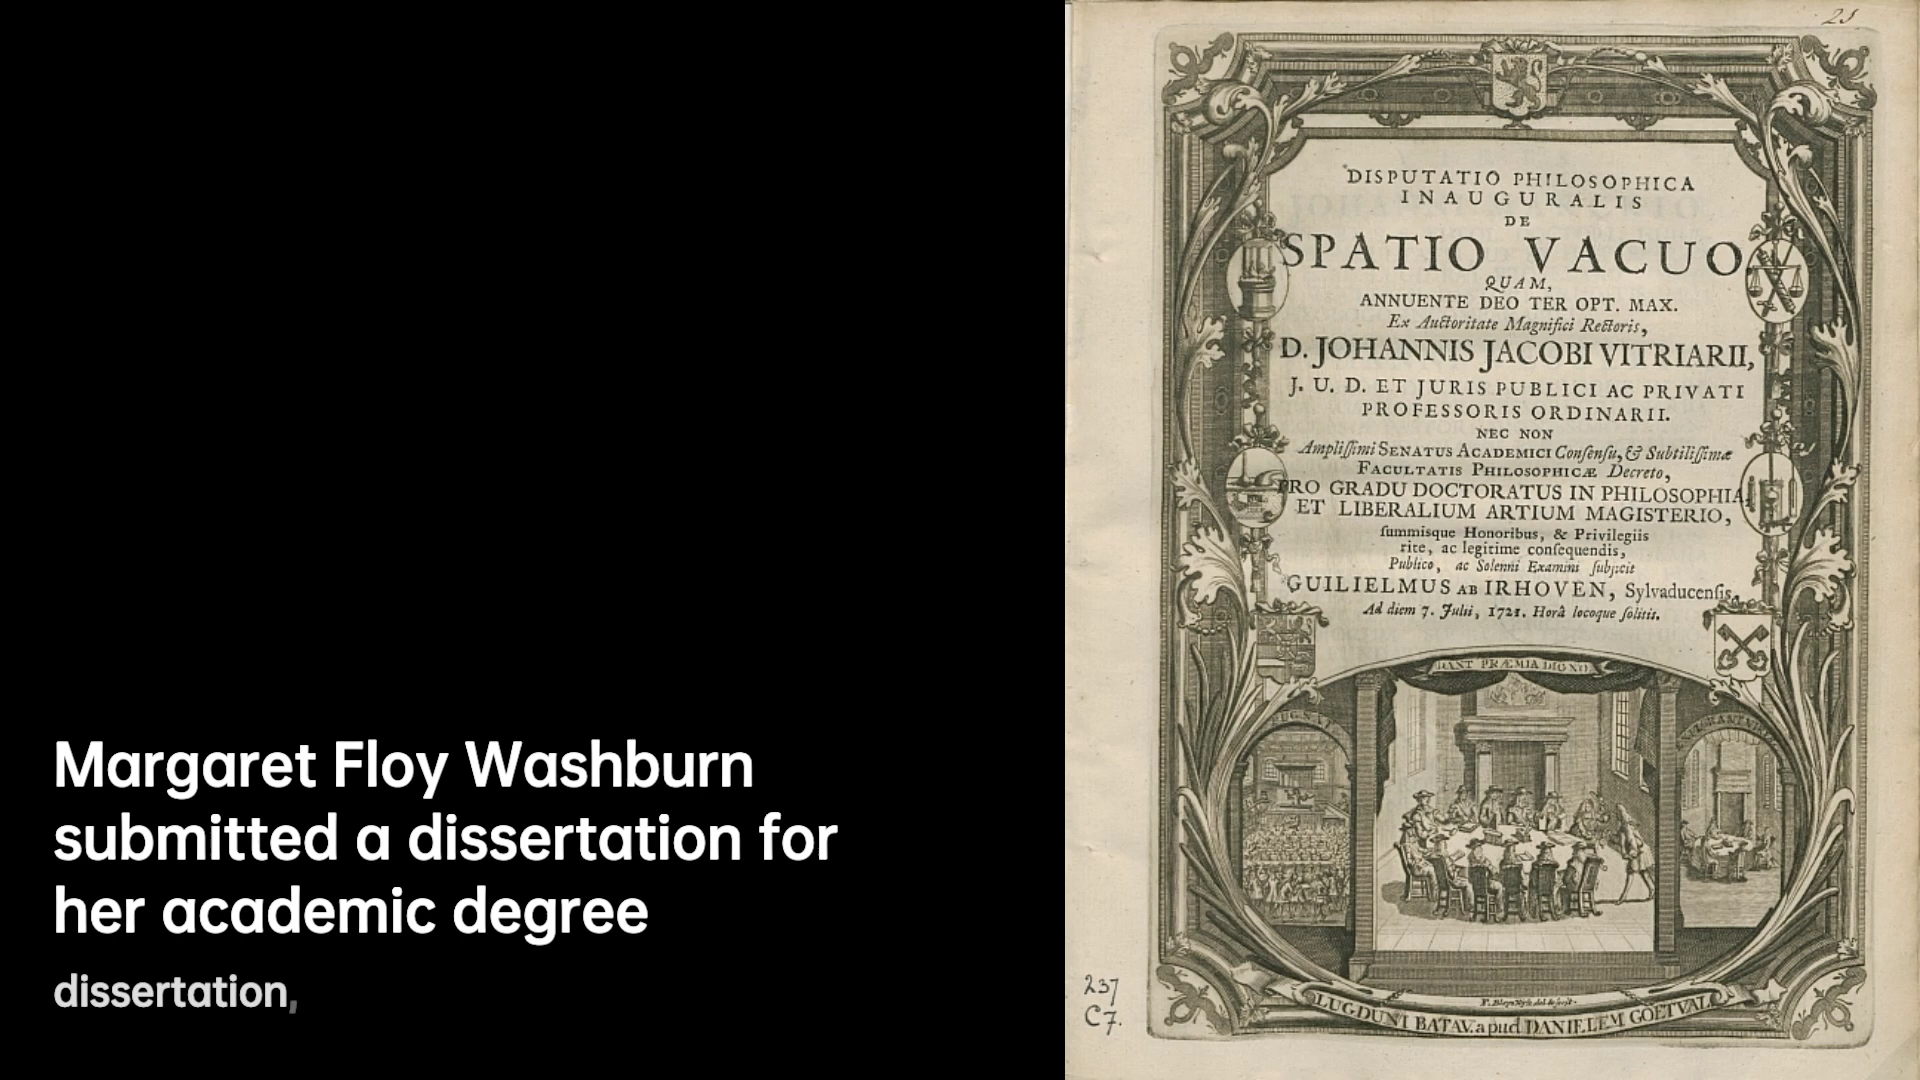 Margaret Floy Washburn
submitted a dissertation for
her academic degree
dissertation,
25
DISPUTATIO PHILOSOPHICA
INAUGURALIS
DE
SPATIO VACUO
QUAM,
ANNUENTE DEO TER OPT. MAX.
Ex Auctoritate Magnifici Rectoris,
D. JOHANNIS JACOBI VITRIARII,
J. U. D. ET JURIS PUBLICI AC PRIVATI
PROFESSORIS ORDINARII.
NEC NON
Ampliſſimi SENATUS ACADEMICI Conſenſu, & Subtiliſſimæ
FACULTATIS PHILOSOPHICÆ Decreto,
PRO GRADU DOCTORATUS IN PHILOSOPHIA,
ET LIBERALIUM ARTIUM MAGISTERIO,
ſummisque Honoribus, & Privilegiis
rite, ac legitime conſequendis,
Publico, ac Solenni Examini ſubjicit
GUILIELMUS AB IRHOVEN, Sylvaducenſis,
Ad diem 7. Julii, 1721. Horâ locoque ſolitis.
DANT PRÆMIA DIGNO
237
C7.
LUGDUNI BATAV. apud DANIELEM GOETVAL